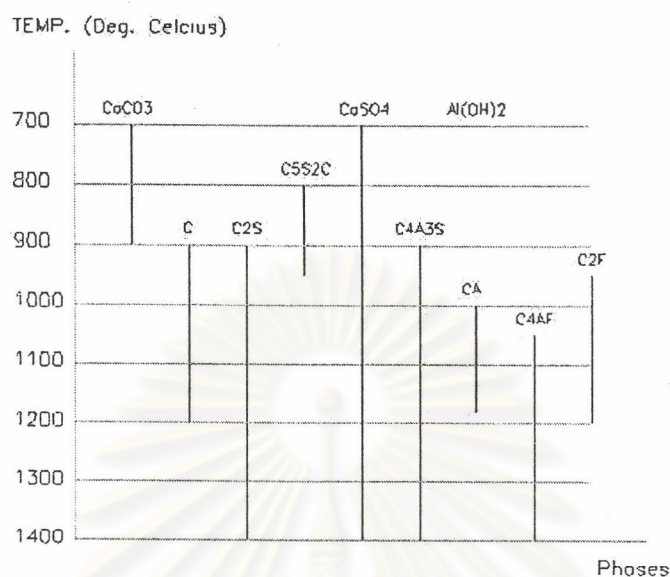 TEMP. (Deg. Celcius)
CaCO3 CaSO4 Al(OH)2
700
C5S2C
800
C C2S C4A3S
900
C2F
CA
1000
C4AF
1100
1200
1300
1400
Phases